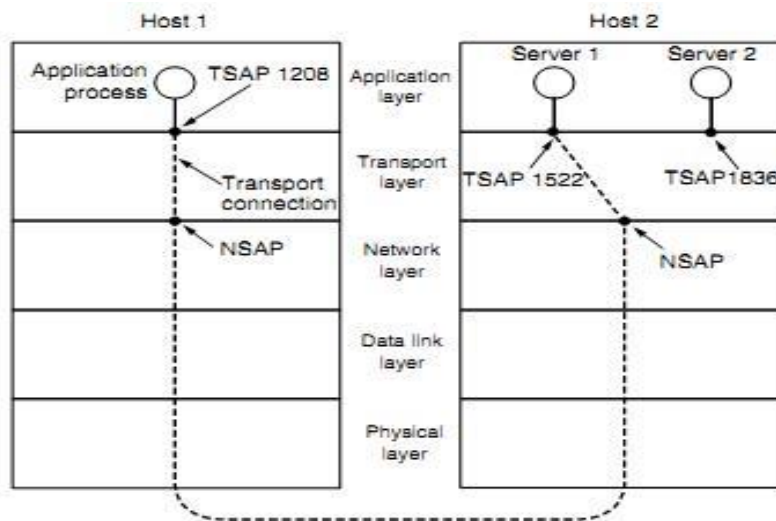 Host 1
Host 2
Application
process
TSAP 1208
Application
layer
Server 1
Server 2
Transport
connection
Transport
layer
TSAP 1522
TSAP1836
NSAP
Network
layer
NSAP
Data link
layer
Physical
layer